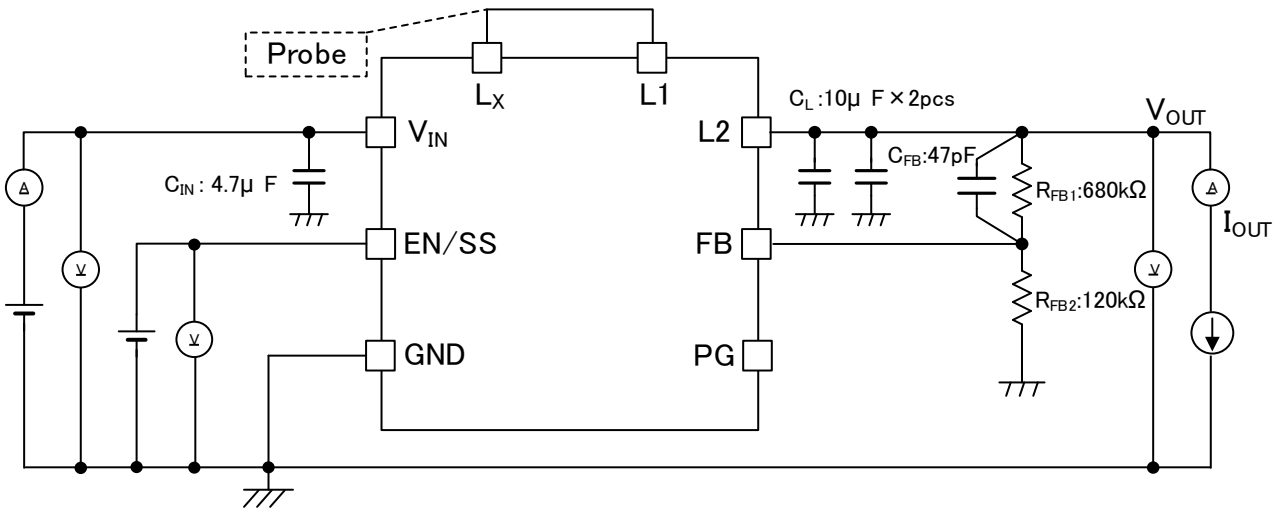 Probe
LX
L1
CL:10μ F×2pcs
VOUT
VIN
L2
CFB:47pF
CIN: 4.7μ F
A
A
RFB1:680kΩ
IOUT
EN/SS
FB
V
V
RFB2:120kΩ
V
GND
PG